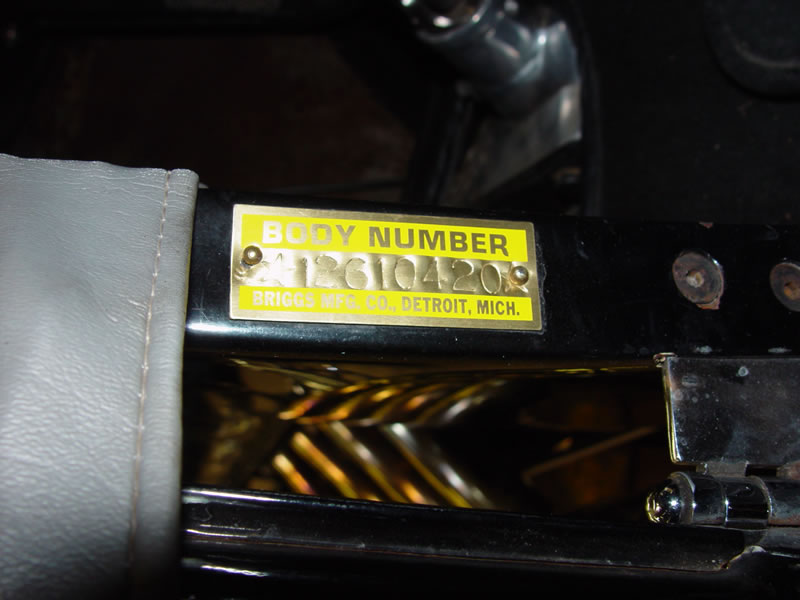 BODY NUMBER
12610420
BRIGGS MFG. CO., DETROIT, MICH.